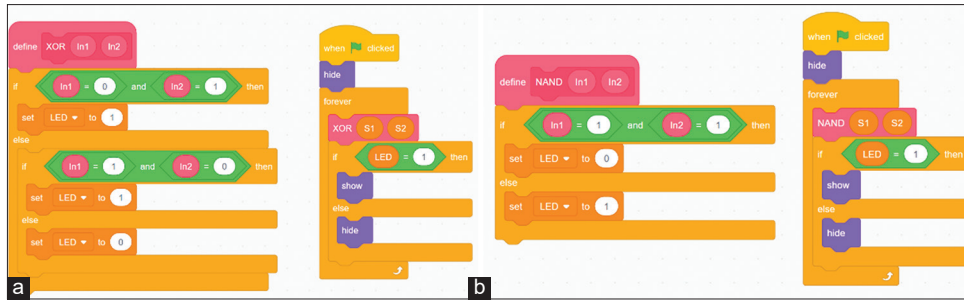 define XOR In1 In2
if In1 = 0 and In2 = 1 then
set LED to 1
else
if In1 = 1 and In2 = 0 then
set LED to 1
else
set LED to 0
when clicked
hide
forever
XOR S1 S2
if LED = 1 then
show
else
hide
a
define NAND In1 In2
if In1 = 1 and In2 = 1 then
set LED to 0
else
set LED to 1
when clicked
hide
forever
NAND S1 S2
if LED = 1 then
show
else
hide
b